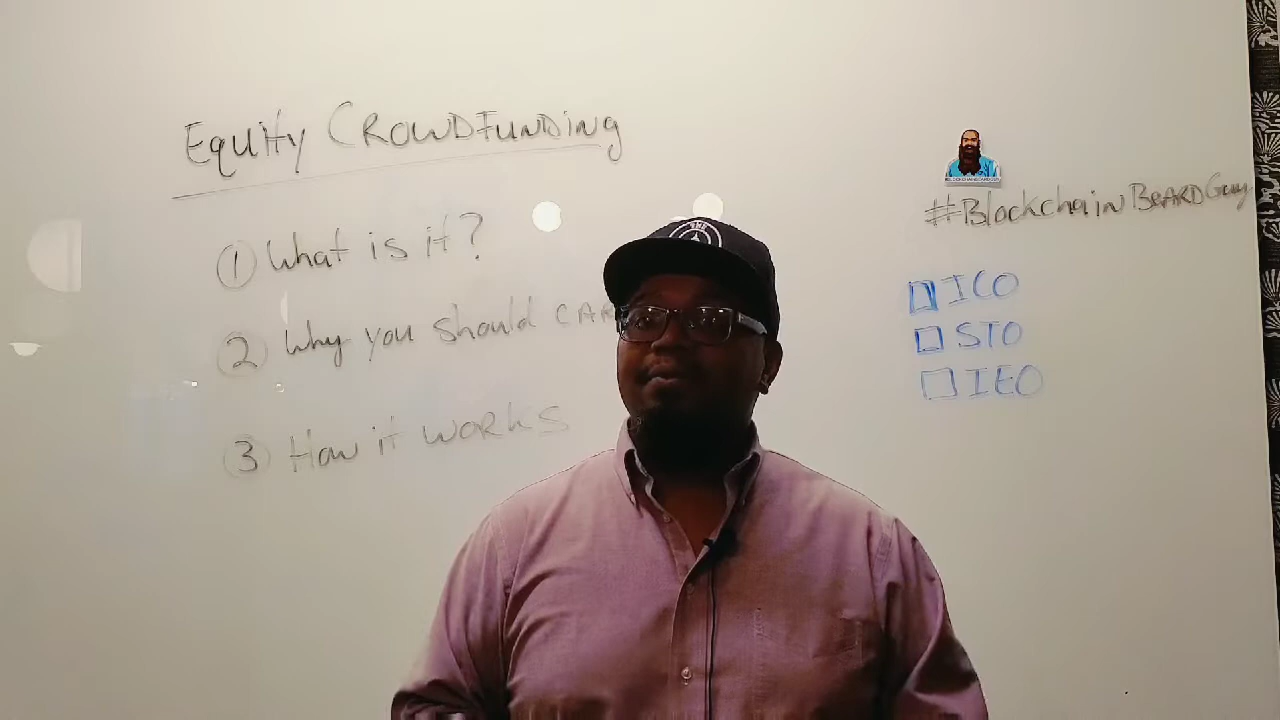 Equity CROWDFUNDING
① What is it?
② Why you should CAR
③ How it WORKS
#BlockchainBEARDGuy
ICO
STO
IEO